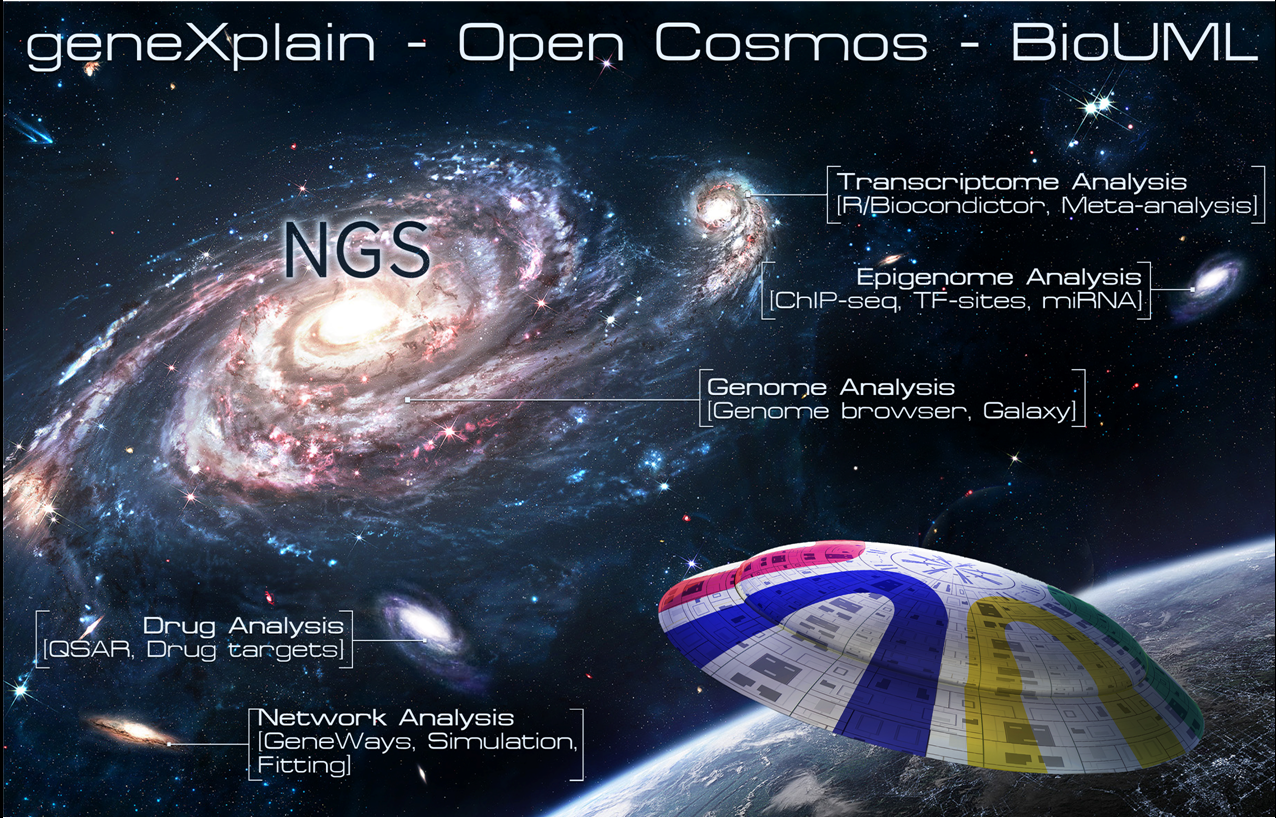 geneXplain - Open Cosmos - BioUML
NGS
Transcriptome Analysis
[R/Biocondictor, Meta-analysis]
Epigenome Analysis
[ChIP-seq, TF-sites, miRNA]
Genome Analysis
[Genome browser, Galaxy]
Drug Analysis
[QSAR, Drug targets]
Network Analysis
[GeneWays, Simulation,
Fitting]